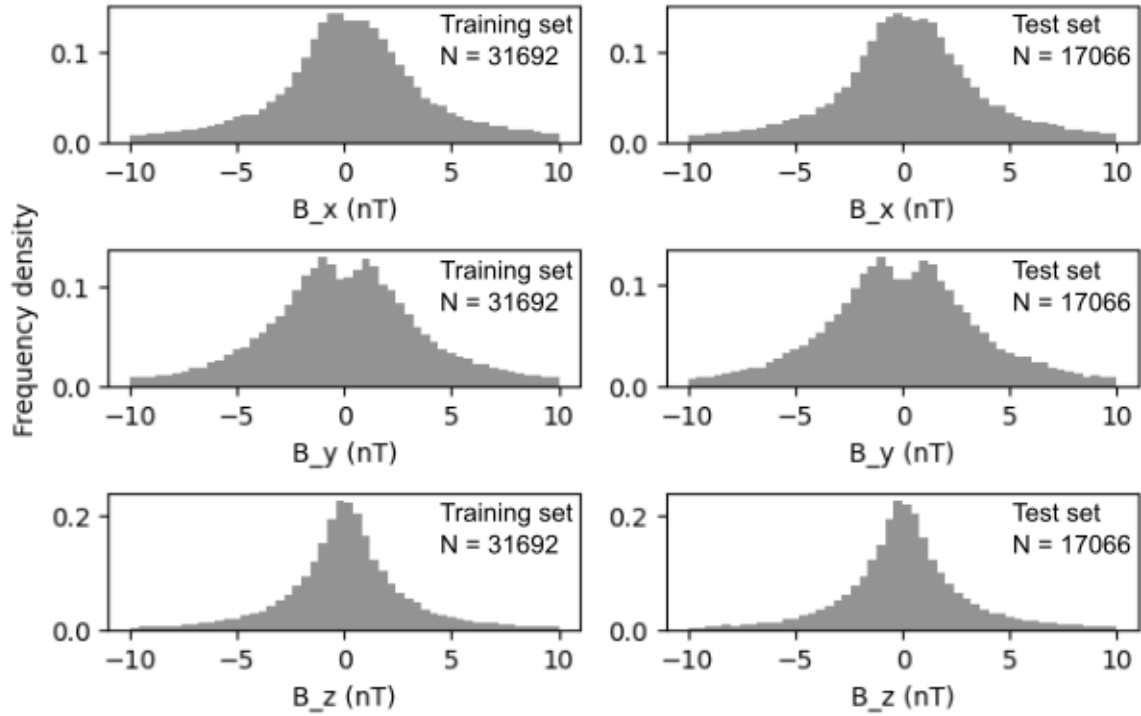 Frequency density
0.1
0.0
Training set
N = 31692
−10 −5 0 5 10
B_x (nT)
0.1
0.0
Test set
N = 17066
−10 −5 0 5 10
B_x (nT)
0.1
0.0
Training set
N = 31692
−10 −5 0 5 10
B_y (nT)
0.1
0.0
Test set
N = 17066
−10 −5 0 5 10
B_y (nT)
0.2
0.0
Training set
N = 31692
−10 −5 0 5 10
B_z (nT)
0.2
0.0
Test set
N = 17066
−10 −5 0 5 10
B_z (nT)